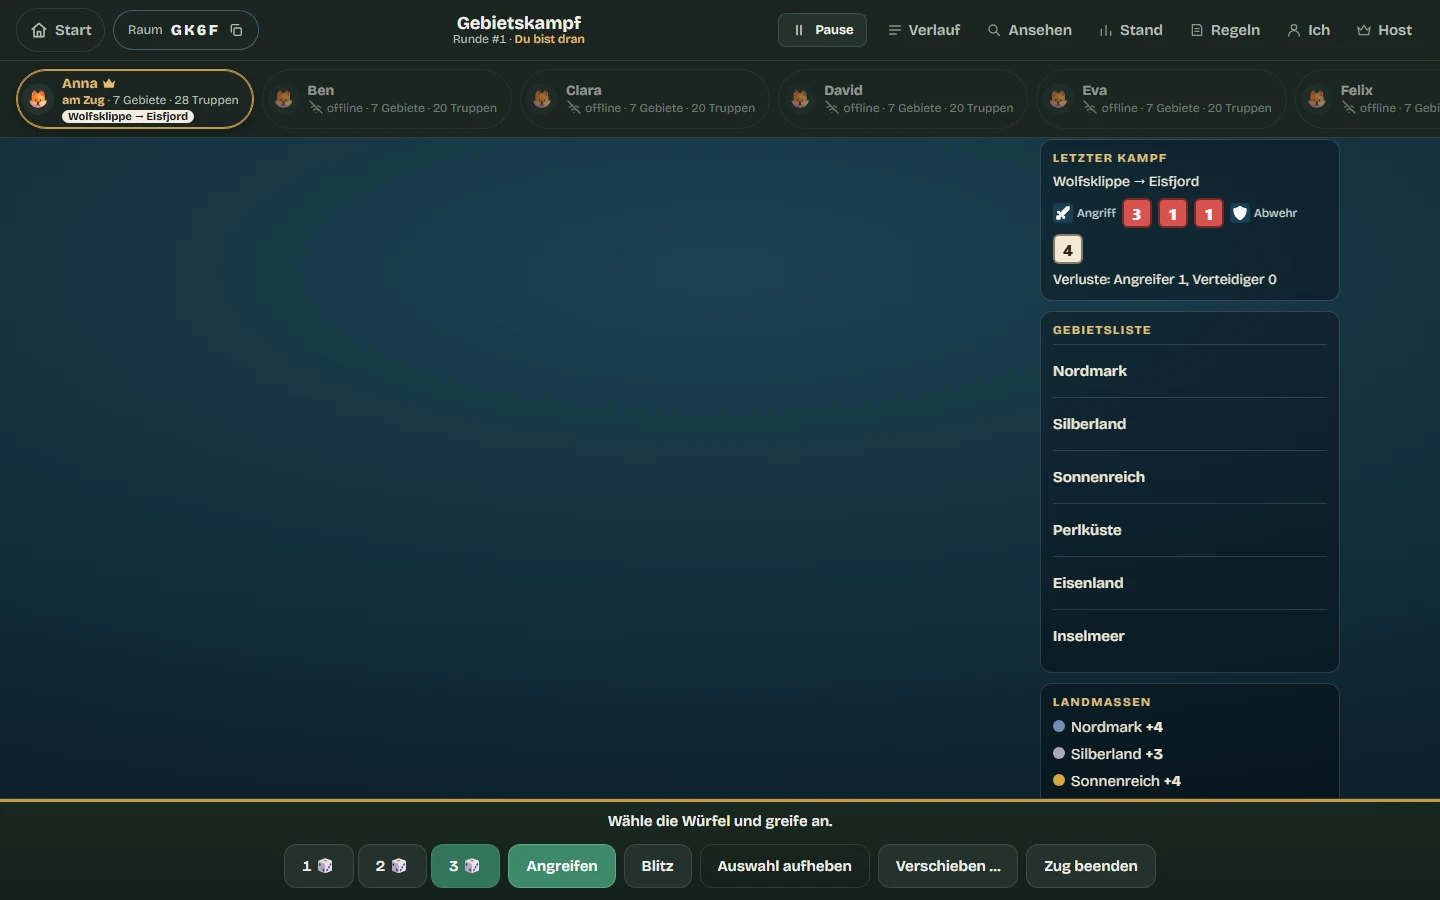 Start
Raum GK6F
Gebietskampf
Runde #1 · Du bist dran
Pause
Verlauf
Ansehen
Stand
Regeln
Ich
Host
Anna
am Zug · 7 Gebiete · 28 Truppen
Wolfsklippe → Eisfjord
Ben
offline · 7 Gebiete · 20 Truppen
Clara
offline · 7 Gebiete · 20 Truppen
David
offline · 7 Gebiete · 20 Truppen
Eva
offline · 7 Gebiete · 20 Truppen
Felix
offline · 7 Gebi
LETZTER KAMPF
Wolfsklippe → Eisfjord
Angriff 3 1 1 Abwehr
4
Verluste: Angreifer 1, Verteidiger 0
GEBIETSLISTE
Nordmark
Silberland
Sonnenreich
Perlküste
Eisenland
Inselmeer
LANDMASSEN
Nordmark +4
Silberland +3
Sonnenreich +4
Wähle die Würfel und greife an.
1
2
3
Angreifen
Blitz
Auswahl aufheben
Verschieben ...
Zug beenden